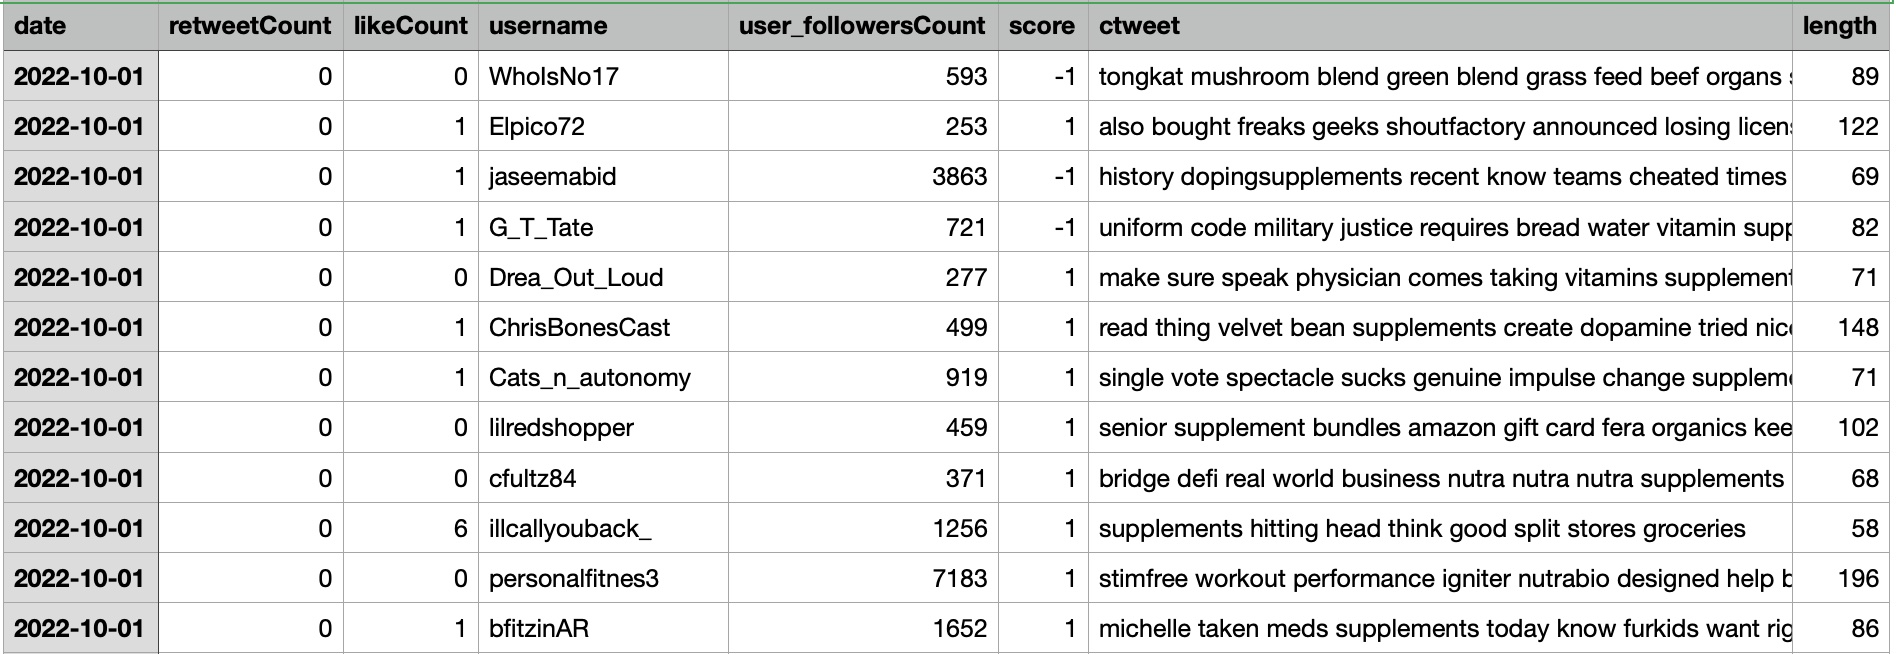 date retweetCount likeCount username user_followersCount score ctweet length
2022-10-01 0 0 WhoIsNo17 593 -1 tongkat mushroom blend green blend grass feed beef organs 89
2022-10-01 0 1 Elpico72 253 1 also bought freaks geeks shoutfactory announced losing licen 122
2022-10-01 0 1 jaseemabid 3863 -1 history dopingsupplements recent know teams cheated times 69
2022-10-01 0 1 G_T_Tate 721 -1 uniform code military justice requires bread water vitamin supp 82
2022-10-01 0 0 Drea_Out_Loud 277 1 make sure speak physician comes taking vitamins supplement 71
2022-10-01 0 1 ChrisBonesCast 499 1 read thing velvet bean supplements create dopamine tried nic 148
2022-10-01 0 1 Cats_n_autonomy 919 1 single vote spectacle sucks genuine impulse change supplem 71
2022-10-01 0 0 lilredshopper 459 1 senior supplement bundles amazon gift card fera organics kee 102
2022-10-01 0 0 cfultz84 371 1 bridge defi real world business nutra nutra nutra supplements 68
2022-10-01 0 6 illcallyouback_ 1256 1 supplements hitting head think good split stores groceries 58
2022-10-01 0 0 personalfitnes3 7183 1 stimfree workout performance igniter nutrabio designed help b 196
2022-10-01 0 1 bfitzinAR 1652 1 michelle taken meds supplements today know furkids want rig 86